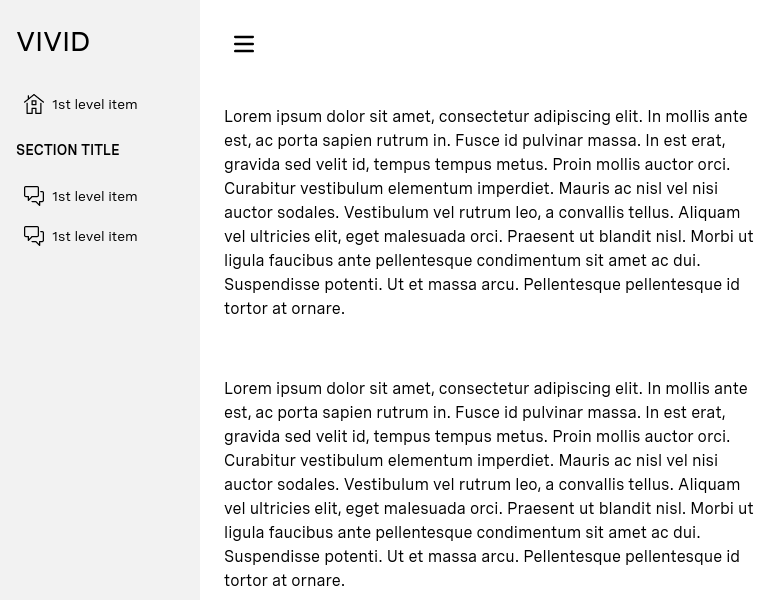 VIVID
1st level item
SECTION TITLE
1st level item
1st level item
Lorem ipsum dolor sit amet, consectetur adipiscing elit. In mollis ante
est, ac porta sapien rutrum in. Fusce id pulvinar massa. In est erat,
gravida sed velit id, tempus tempus metus. Proin mollis auctor orci.
Curabitur vestibulum elementum imperdiet. Mauris ac nisl vel nisi
auctor sodales. Vestibulum vel rutrum leo, a convallis tellus. Aliquam
vel ultricies elit, eget malesuada orci. Praesent ut blandit nisl. Morbi ut
ligula faucibus ante pellentesque condimentum sit amet ac dui.
Suspendisse potenti. Ut et massa arcu. Pellentesque pellentesque id
tortor at ornare.
Lorem ipsum dolor sit amet, consectetur adipiscing elit. In mollis ante
est, ac porta sapien rutrum in. Fusce id pulvinar massa. In est erat,
gravida sed velit id, tempus tempus metus. Proin mollis auctor orci.
Curabitur vestibulum elementum imperdiet. Mauris ac nisl vel nisi
auctor sodales. Vestibulum vel rutrum leo, a convallis tellus. Aliquam
vel ultricies elit, eget malesuada orci. Praesent ut blandit nisl. Morbi ut
ligula faucibus ante pellentesque condimentum sit amet ac dui.
Suspendisse potenti. Ut et massa arcu. Pellentesque pellentesque id
tortor at ornare.